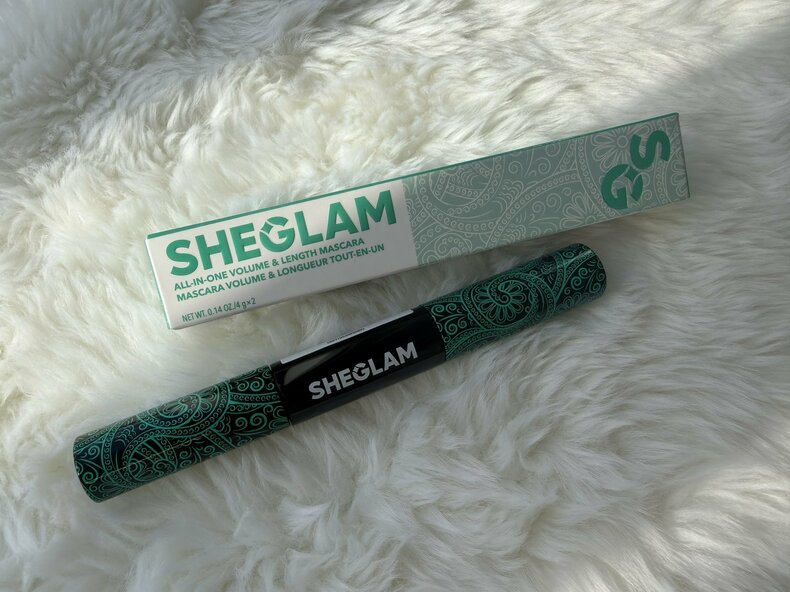 SHEGLAM
ALL-IN-ONE VOLUME & LENGTH MASCARA
MASCARA VOLUME & LONGUEUR TOUT-EN-UN
NET WT. 0.14 OZ./4 g×2
SG
SHEGLAM